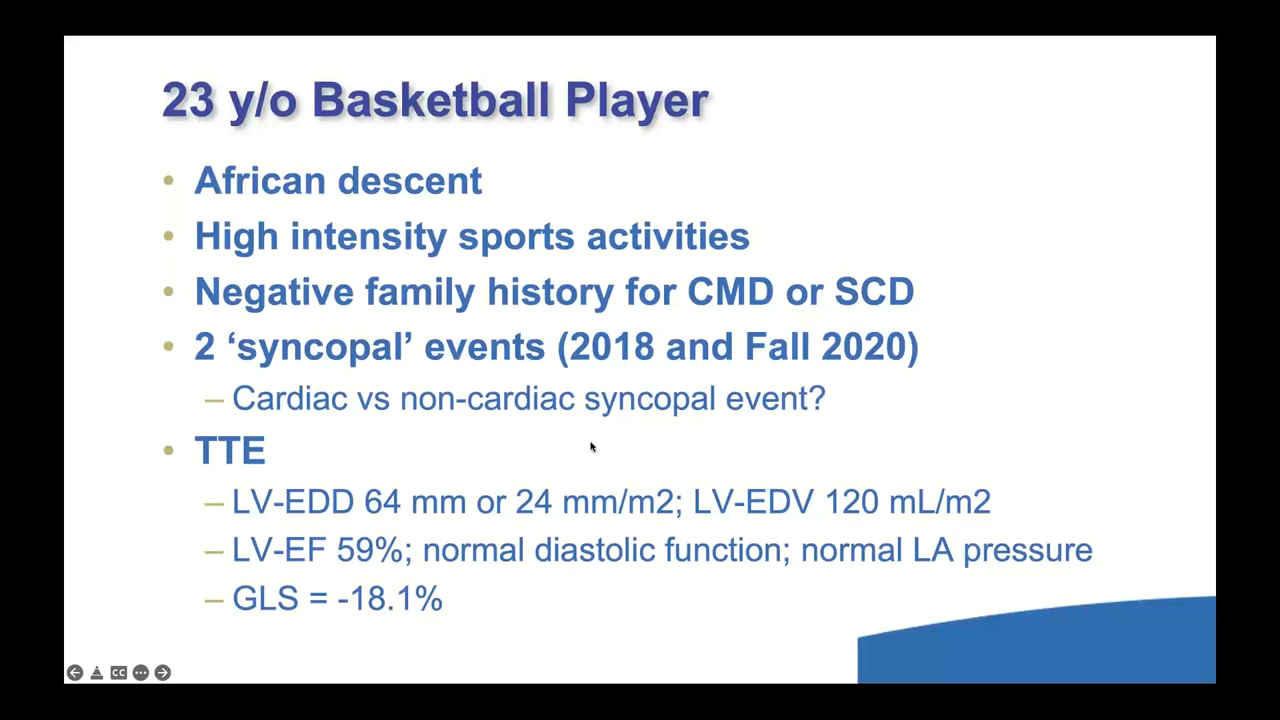 23 y/o Basketball Player
• African descent
• High intensity sports activities
• Negative family history for CMD or SCD
• 2 ‘syncopal’ events (2018 and Fall 2020)
– Cardiac vs non-cardiac syncopal event?
• TTE
– LV-EDD 64 mm or 24 mm/m2; LV-EDV 120 mL/m2
– LV-EF 59%; normal diastolic function; normal LA pressure
– GLS = -18.1%
CC